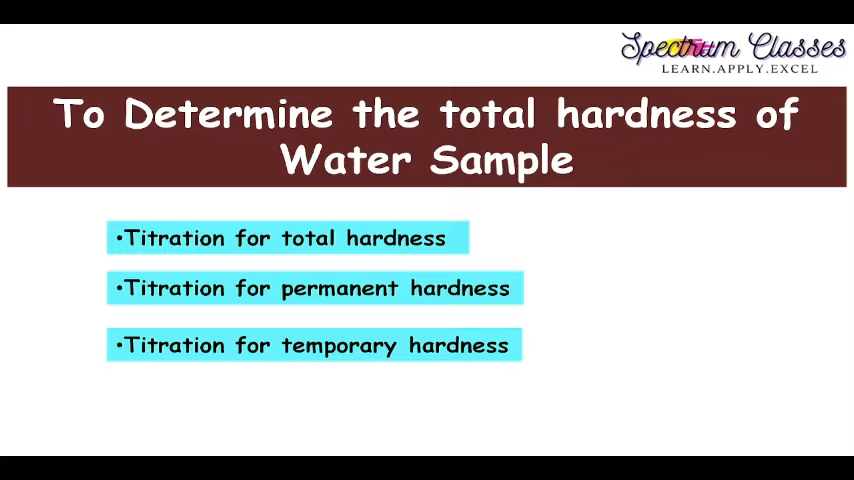 Spectrum Classes
LEARN.APPLY.EXCEL
To Determine the total hardness of
Water Sample
•Titration for total hardness
•Titration for permanent hardness
•Titration for temporary hardness